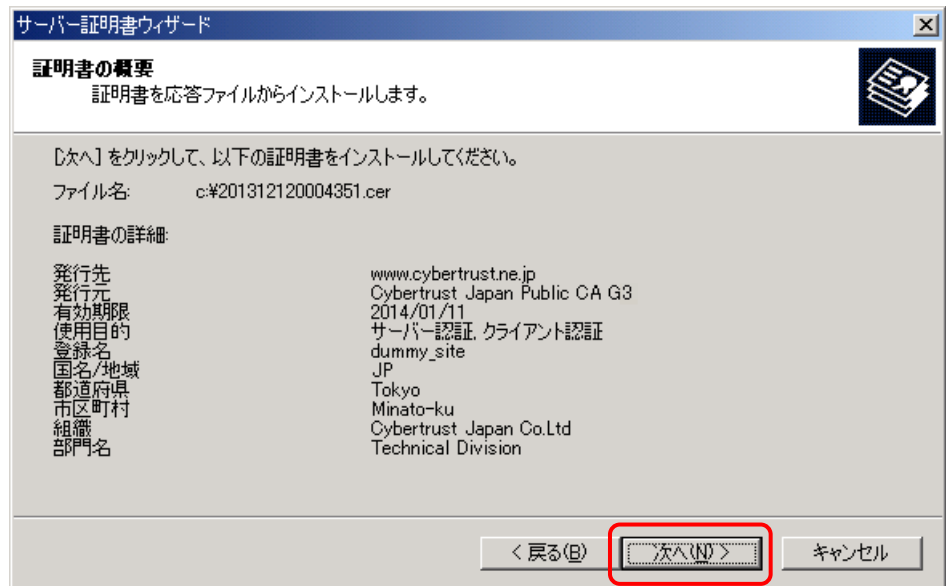 サーバー証明書ウィザード
証明書の概要
証明書を応答ファイルからインストールします。
[次へ] をクリックして、以下の証明書をインストールしてください。
ファイル名: c:¥201312120004351.cer
証明書の詳細:
発行先 www.cybertrust.ne.jp
発行元 Cybertrust Japan Public CA G3
有効期限 2014/01/11
使用目的 サーバー認証, クライアント認証
登録名 dummy_site
国名/地域 JP
都道府県 Tokyo
市区町村 Minato-ku
組織 Cybertrust Japan Co.Ltd
部門名 Technical Division
< 戻る(B) 次へ(N) > キャンセル